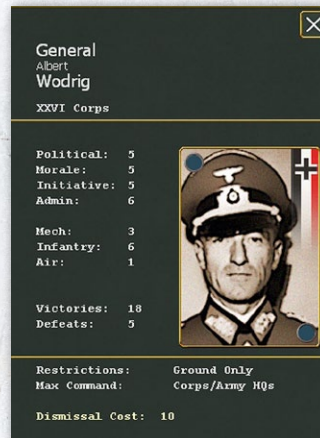 General
Albert
Wodrig
XXVI Corps
Political: 5
Morale: 5
Initiative: 5
Admin: 6
Mech: 3
Infantry: 6
Air: 1
Victories: 18
Defeats: 5
Restrictions: Ground Only
Max Command: Corps/Army HQs
Dismissal Cost: 10